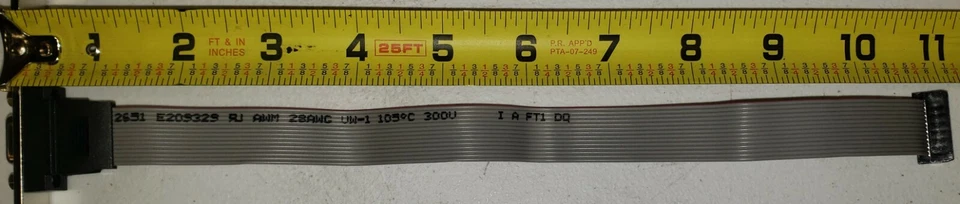 1 2 3 4 5 6 7 8 9 10 11
FT & IN
INCHES
25FT
P.R. APP'D
PTA-07-249
2651 E209329 RJ AWM 28AWG VW-1 105ºC 300V I A FT1 DQ